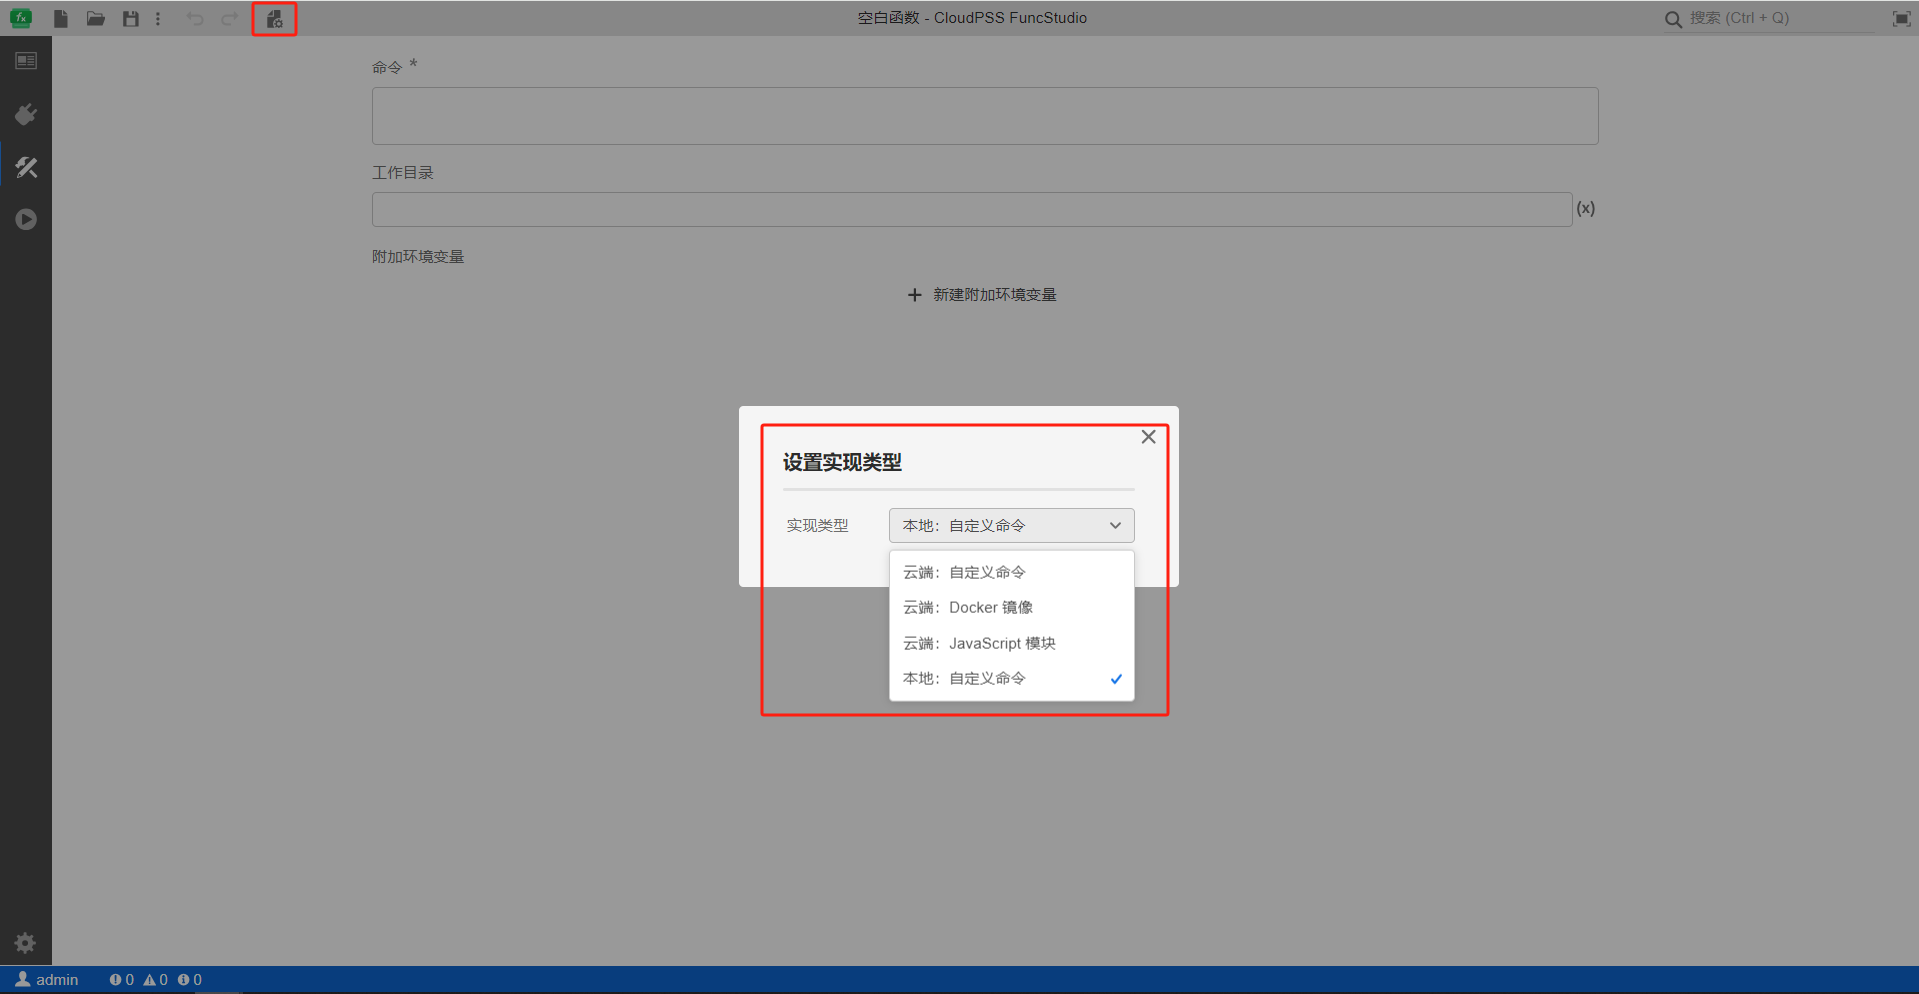 fx
空白函数 - CloudPSS FuncStudio
搜索 (Ctrl + Q)
命令 *
工作目录
(x)
附加环境变量
+ 新建附加环境变量
设置实现类型
实现类型
本地：自定义命令
云端：自定义命令
云端：Docker 镜像
云端：JavaScript 模块
本地：自定义命令
admin
0
0
0